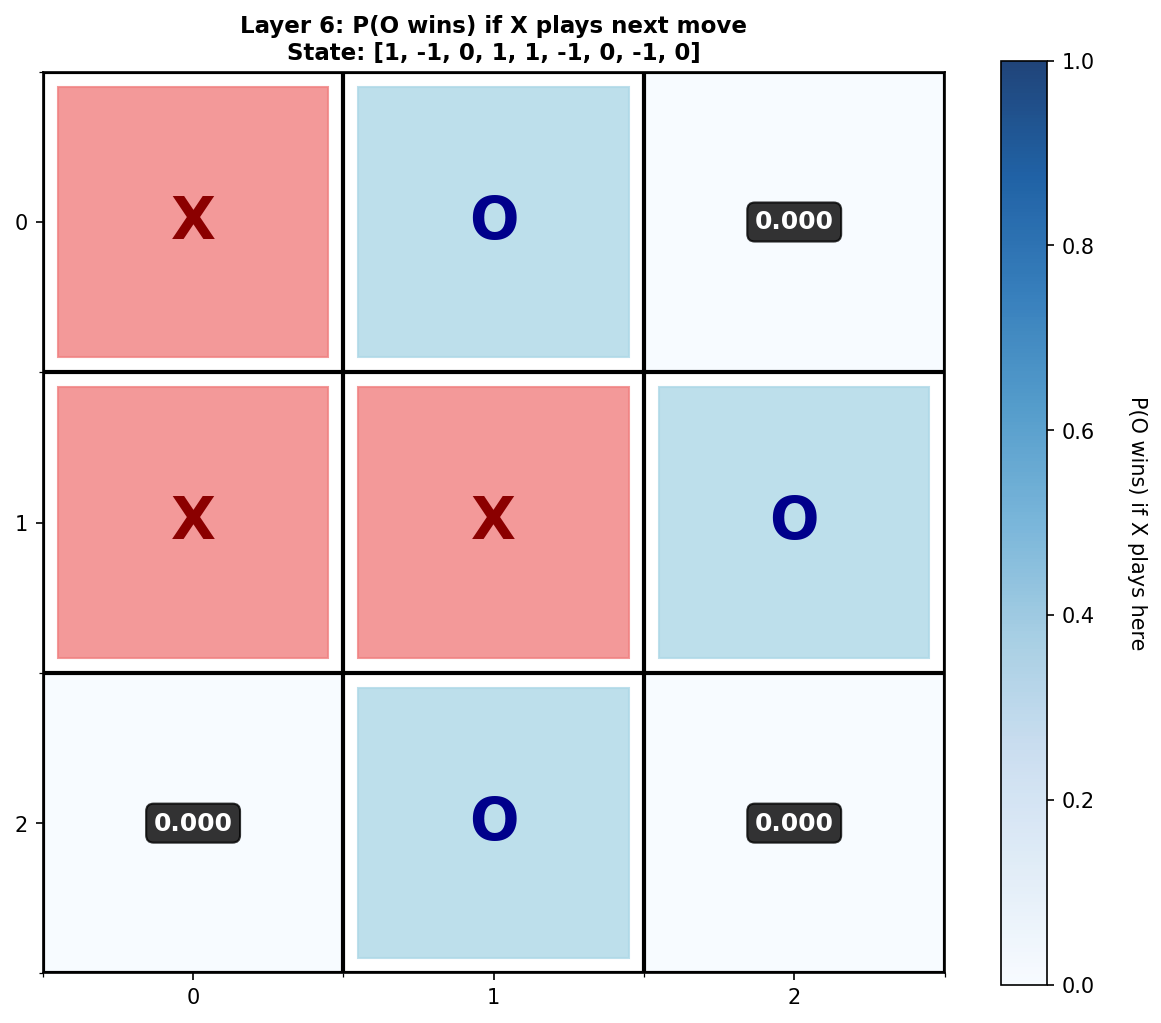 Layer 6: P(O wins) if X plays next move
State: [1, -1, 0, 1, 1, -1, 0, -1, 0]
X
O
0.000
X
X
O
0.000
O
0.000
0
1
2
0
1
2
1.0
0.8
0.6
0.4
0.2
0.0
P(O wins) if X plays here